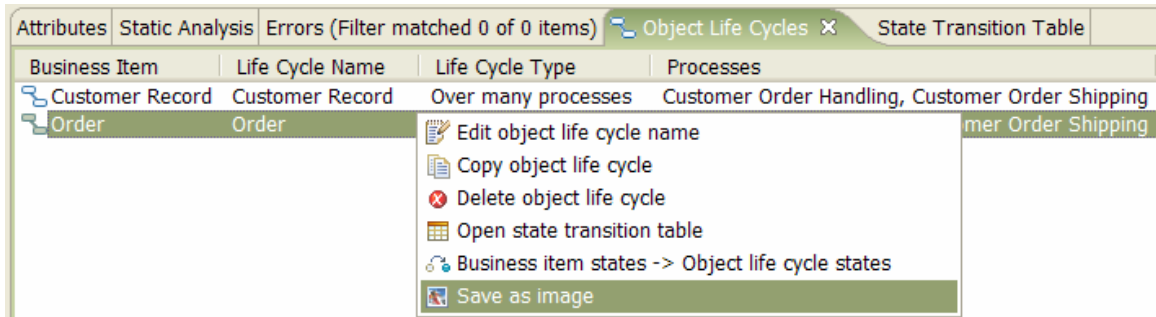 Attributes Static Analysis Errors (Filter matched 0 of 0 items) Object Life Cycles State Transition Table
Business Item Life Cycle Name Life Cycle Type Processes
Customer Record Customer Record Over many processes Customer Order Handling, Customer Order Shipping
Order Order mer Order Shipping
Edit object life cycle name
Copy object life cycle
Delete object life cycle
Open state transition table
Business item states -> Object life cycle states
Save as image